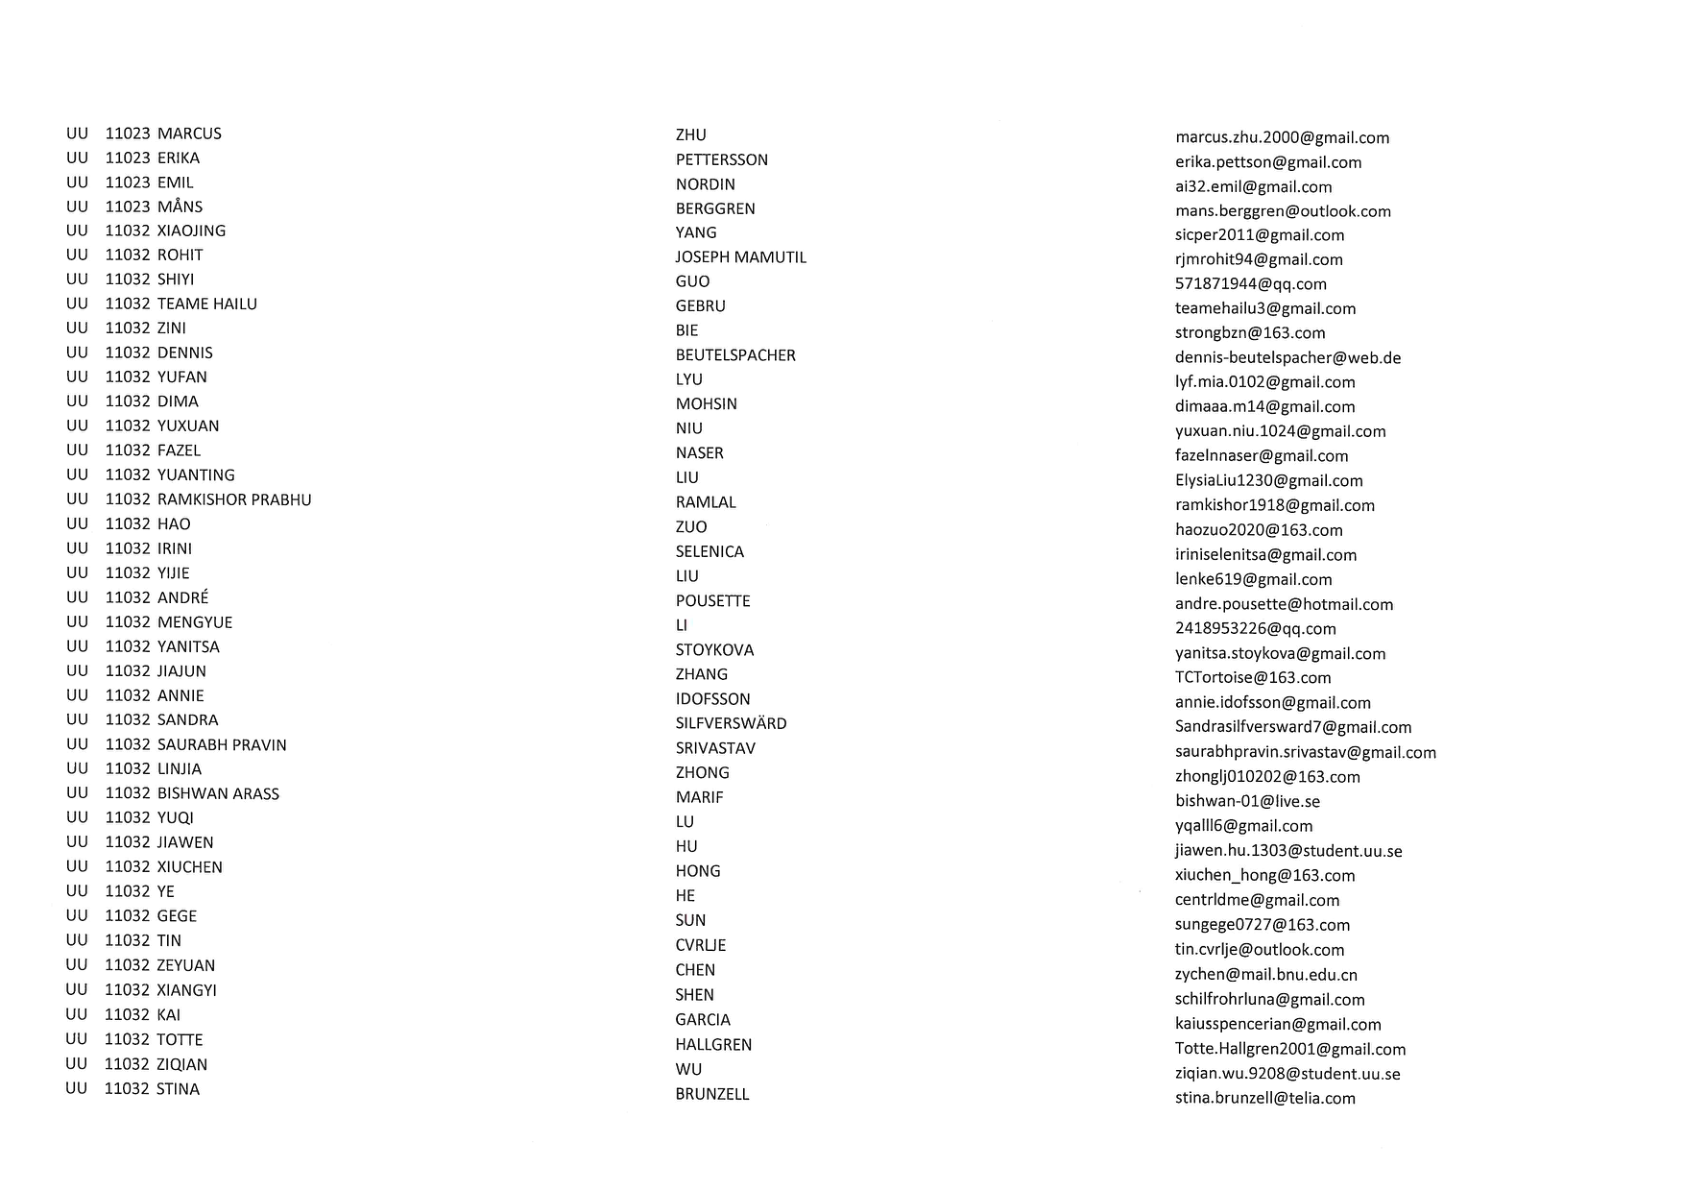 UU 11023 MARCUS ZHU marcus.zhu.2000@gmail.com
UU 11023 ERIKA PETTERSSON erika.pettson@gmail.com
UU 11023 EMIL NORDIN ai32.emil@gmail.com
UU 11023 MÅNS BERGGREN mans.berggren@outlook.com
UU 11032 XIAOJING YANG sicper2011@gmail.com
UU 11032 ROHIT JOSEPH MAMUTIL rjmrohit94@gmail.com
UU 11032 SHIYI GUO 571871944@qq.com
UU 11032 TEAME HAILU GEBRU teamehailu3@gmail.com
UU 11032 ZINI BIE strongbzn@163.com
UU 11032 DENNIS BEUTELSPACHER dennis-beutelspacher@web.de
UU 11032 YUFAN LYU lyf.mia.0102@gmail.com
UU 11032 DIMA MOHSIN dimaaa.m14@gmail.com
UU 11032 YUXUAN NIU yuxuan.niu.1024@gmail.com
UU 11032 FAZEL NASER fazelnnaser@gmail.com
UU 11032 YUANTING LIU ElysiaLiu1230@gmail.com
UU 11032 RAMKISHOR PRABHU RAMLAL ramkishor1918@gmail.com
UU 11032 HAO ZUO haozuo2020@163.com
UU 11032 IRINI SELENICA iriniselenitsa@gmail.com
UU 11032 YIJIE LIU lenke619@gmail.com
UU 11032 ANDRÉ POUSETTE andre.pousette@hotmail.com
UU 11032 MENGYUE LI 2418953226@qq.com
UU 11032 YANITSA STOYKOVA yanitsa.stoykova@gmail.com
UU 11032 JIAJUN ZHANG TCTortoise@163.com
UU 11032 ANNIE IDOFSSON annie.idofsson@gmail.com
UU 11032 SANDRA SILFVERSWÄRD Sandrasilfversward7@gmail.com
UU 11032 SAURABH PRAVIN SRIVASTAV saurabhpravin.srivastav@gmail.com
UU 11032 LINJIA ZHONG zhonglj010202@163.com
UU 11032 BISHWAN ARASS MARIF bishwan-01@live.se
UU 11032 YUQI LU yqalll6@gmail.com
UU 11032 JIAWEN HU jiawen.hu.1303@student.uu.se
UU 11032 XIUCHEN HONG xiuchen_hong@163.com
UU 11032 YE HE centrldme@gmail.com
UU 11032 GEGE SUN sungege0727@163.com
UU 11032 TIN CVRLJE tin.cvrlje@outlook.com
UU 11032 ZEYUAN CHEN zychen@mail.bnu.edu.cn
UU 11032 XIANGYI SHEN schilfrohrluna@gmail.com
UU 11032 KAI GARCIA kaiusspencerian@gmail.com
UU 11032 TOTTE HALLGREN Totte.Hallgren2001@gmail.com
UU 11032 ZIQIAN WU ziqian.wu.9208@student.uu.se
UU 11032 STINA BRUNZELL stina.brunzell@telia.com